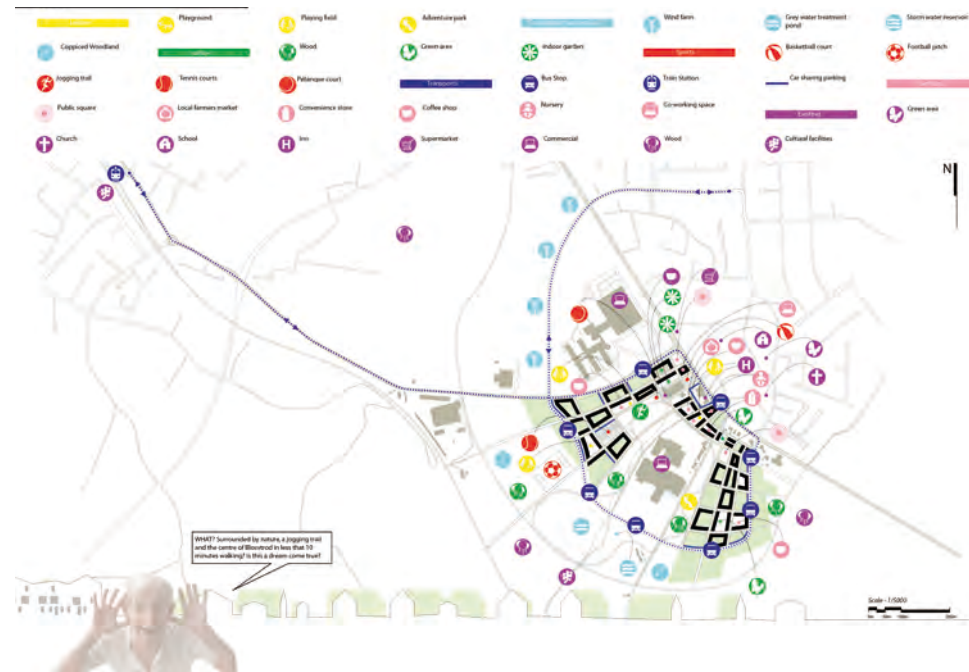 Playground
Playing field
Adventure park
Wind farm
Grey water treatment pond
Storm water reservoir
Coppiced Woodland
Wood
Green area
Indoor garden
Sports
Basketball court
Football pitch
Jogging trail
Tennis courts
Petanque court
Transports
Bus Stop
Train Station
Car sharing parking
Public square
Local farmers market
Convenience store
Coffee shop
Nursery
Co-working space
Existing
Green area
Church
School
Inn
Supermarket
Commercial
Wood
Cultural facilities
N
WHAT? Surrounded by nature, a jogging trail
and the centre of
in less that 10
minutes walking? Is this a dream come true?
Scale - 1/5000